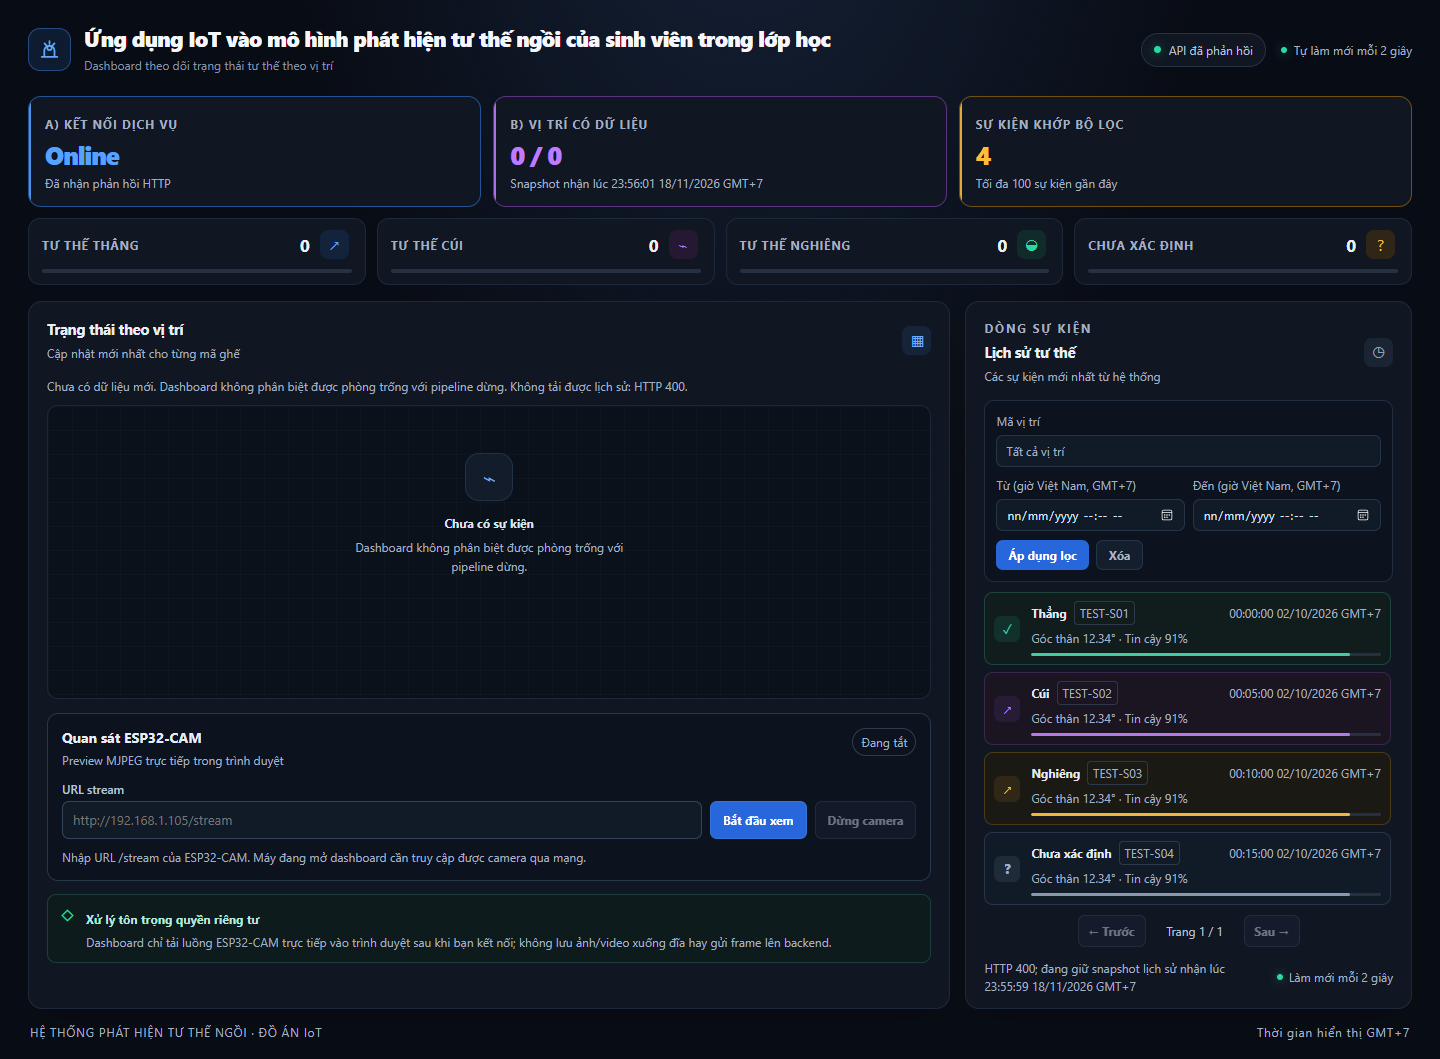 Ứng dụng IoT vào mô hình phát hiện tư thế ngồi của sinh viên trong lớp học
Dashboard theo dõi trạng thái tư thế theo vị trí
API đã phản hồi
Tự làm mới mỗi 2 giây
A) KẾT NỐI DỊCH VỤ
Online
Đã nhận phản hồi HTTP
B) VỊ TRÍ CÓ DỮ LIỆU
0 / 0
Snapshot nhận lúc 23:56:01 18/11/2026 GMT+7
SỰ KIỆN KHỚP BỘ LỌC
4
Tối đa 100 sự kiện gần đây
TƯ THẾ THẲNG 0
TƯ THẾ CÚI 0
TƯ THẾ NGHIÊNG 0
CHƯA XÁC ĐỊNH 0 ?
Trạng thái theo vị trí
Cập nhật mới nhất cho từng mã ghế
Chưa có dữ liệu mới. Dashboard không phân biệt được phòng trống với pipeline dừng. Không tải được lịch sử: HTTP 400.
Chưa có sự kiện
Dashboard không phân biệt được phòng trống với
pipeline dừng.
Quan sát ESP32-CAM
Preview MJPEG trực tiếp trong trình duyệt
Đang tắt
URL stream
http://192.168.1.105/stream
Bắt đầu xem
Dừng camera
Nhập URL /stream của ESP32-CAM. Máy đang mở dashboard cần truy cập được camera qua mạng.
Xử lý tôn trọng quyền riêng tư
Dashboard chỉ tải luồng ESP32-CAM trực tiếp vào trình duyệt sau khi bạn kết nối; không lưu ảnh/video xuống đĩa hay gửi frame lên backend.
DÒNG SỰ KIỆN
Lịch sử tư thế
Các sự kiện mới nhất từ hệ thống
Mã vị trí
Tất cả vị trí
Từ (giờ Việt Nam, GMT+7)
Đến (giờ Việt Nam, GMT+7)
nn/mm/yyyy --:-- --
nn/mm/yyyy --:-- --
Áp dụng lọc
Xóa
Thẳng TEST-S01 00:00:00 02/10/2026 GMT+7
Góc thân 12.34° · Tin cậy 91%
Cúi TEST-S02 00:05:00 02/10/2026 GMT+7
Góc thân 12.34° · Tin cậy 91%
Nghiêng TEST-S03 00:10:00 02/10/2026 GMT+7
Góc thân 12.34° · Tin cậy 91%
? Chưa xác định TEST-S04 00:15:00 02/10/2026 GMT+7
Góc thân 12.34° · Tin cậy 91%
← Trước
Trang 1 / 1
Sau →
HTTP 400; đang giữ snapshot lịch sử nhận lúc
23:55:59 18/11/2026 GMT+7
Làm mới mỗi 2 giây
HỆ THỐNG PHÁT HIỆN TƯ THẾ NGỒI · ĐỒ ÁN IoT
Thời gian hiển thị GMT+7